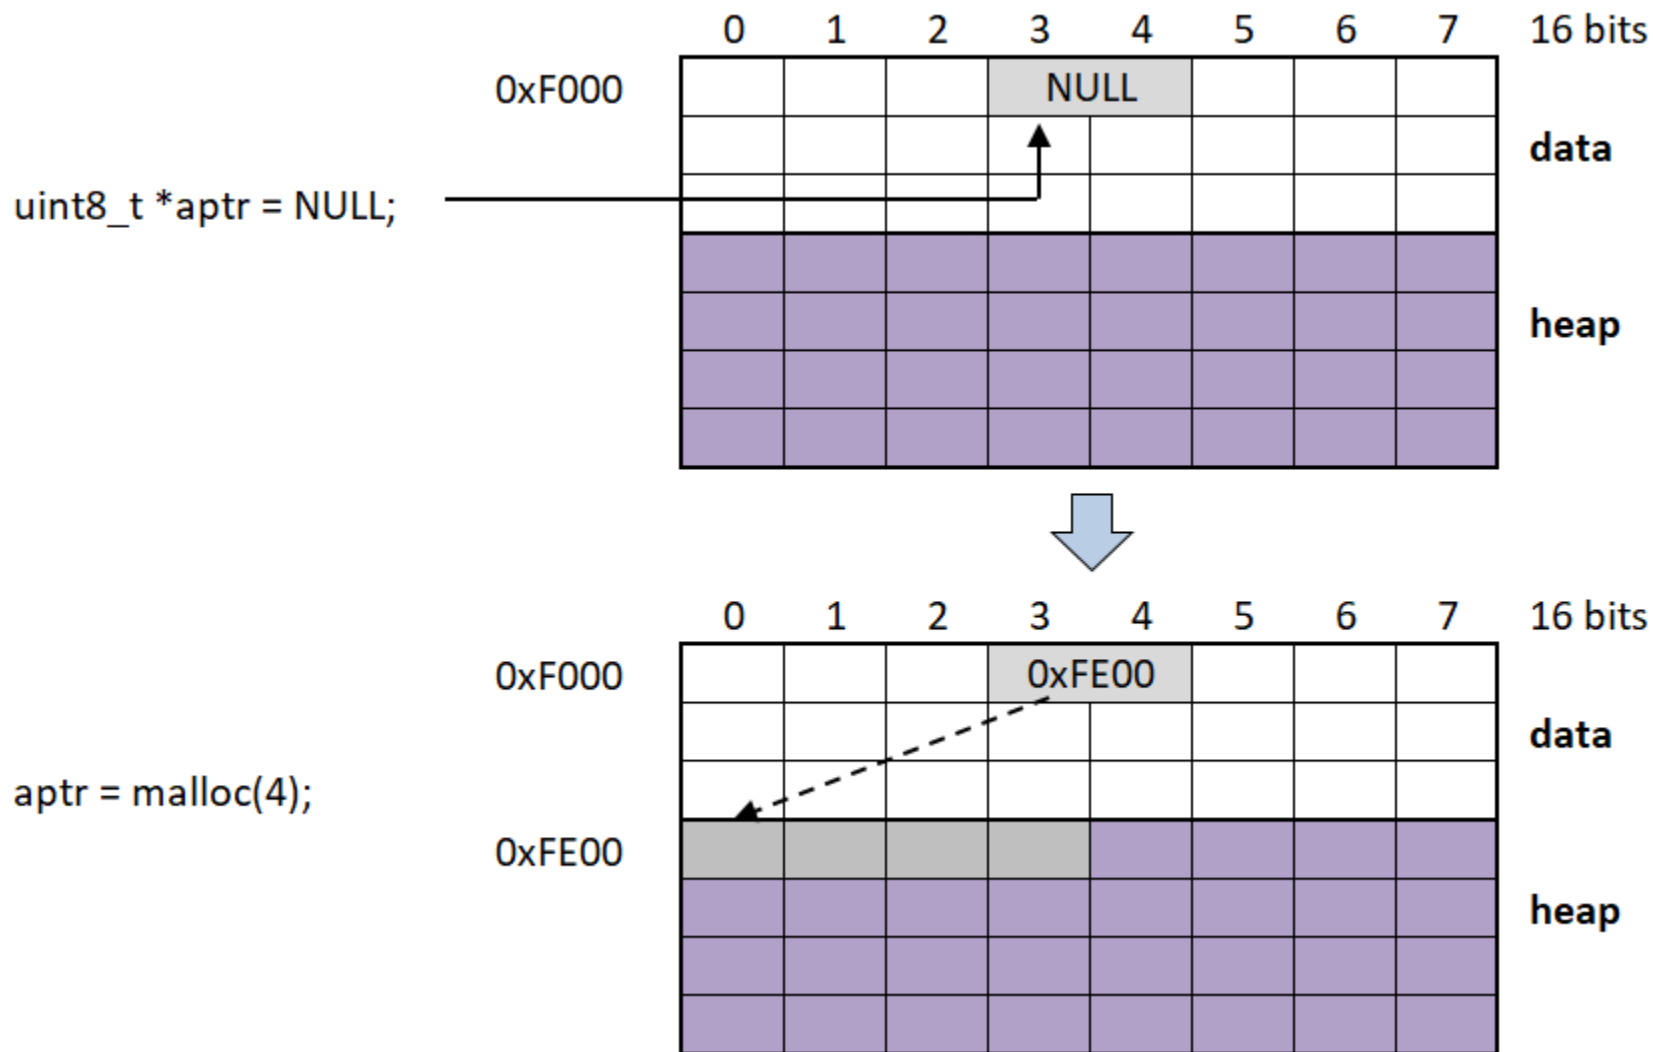 0 1 2 3 4 5 6 7 16 bits
0xF000 NULL
data
uint8_t *aptr = NULL;
heap
0 1 2 3 4 5 6 7 16 bits
0xF000 0xFE00
data
aptr = malloc(4);
0xFE00
heap